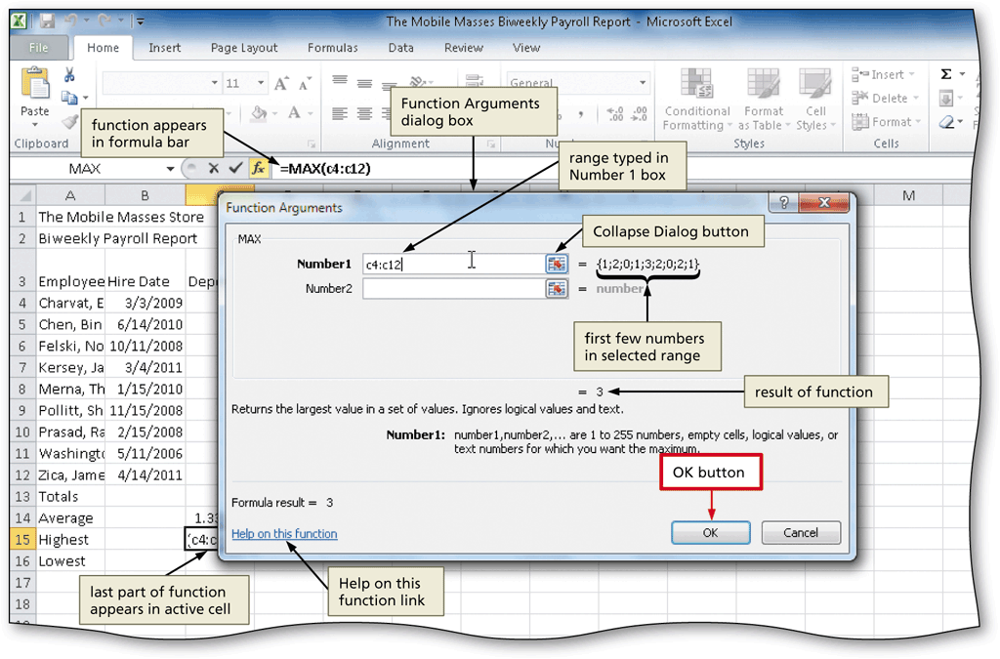 The Mobile Masses Biweekly Payroll Report - Microsoft Excel
File Home Insert Page Layout Formulas Data Review View
11 A A General
Paste
Conditional Formatting
Format as Table
Cell Styles
Insert
Delete
Format
Σ
Clipboard Alignment Styles Cells
function appears
in formula bar
Function Arguments
dialog box
range typed in
Number 1 box
MAX fx =MAX(c4:c12)
A B M
1 The Mobile Masses Store
2 Biweekly Payroll Report
3 Employee Hire Date Dep
4 Charvat, E 3/3/2009
5 Chen, Bin 6/14/2010
6 Felski, No 10/11/2008
7 Kersey, Ja 3/4/2011
8 Merna, Th 1/15/2010
9 Pollitt, Sh 11/15/2008
10 Prasad, Ra 2/15/2008
11 Washingt 5/11/2006
12 Zica, Jame 4/14/2011
13 Totals
14 Average 1.33
15 Highest (c4:c
16 Lowest
17
18
Function Arguments
?
MAX
Collapse Dialog button
Number1 c4:c12 = {1;2;0;1;3;2;0;2;1}
Number2 = number
first few numbers
in selected range
= 3
result of function
Returns the largest value in a set of values. Ignores logical values and text.
Number1: number1,number2,... are 1 to 255 numbers, empty cells, logical values, or
text numbers for which you want the maximum.
OK button
Formula result = 3
Help on this function
OK Cancel
last part of function
appears in active cell
Help on this
function link